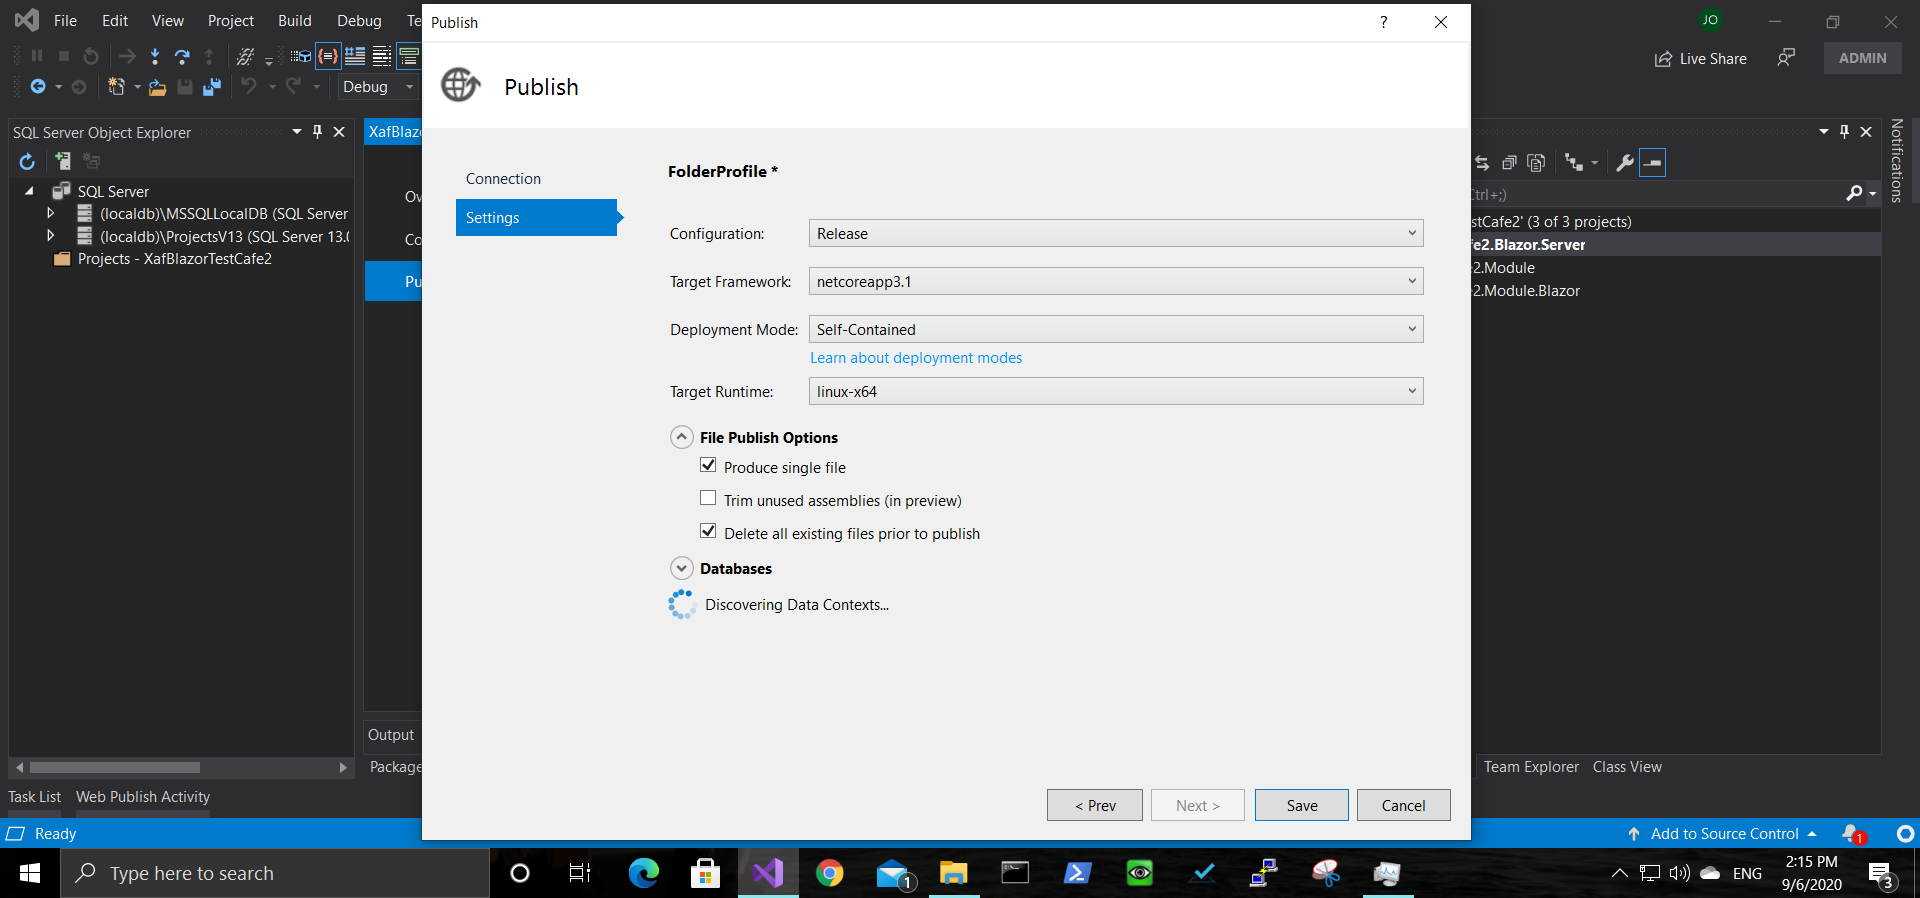 File Edit View Project Build Debug Te
Publish
?
JO
Live Share
ADMIN
Debug
Publish
SQL Server Object Explorer
XafBlazo
Notifications
SQL Server
(localdb)\MSSQLLocalDB (SQL Server
(localdb)\ProjectsV13 (SQL Server 13.0
Projects - XafBlazorTestCafe2
Ov
Co
Pu
Connection
Settings
FolderProfile *
Configuration: Release
Target Framework: netcoreapp3.1
Deployment Mode: Self-Contained
Learn about deployment modes
Target Runtime: linux-x64
File Publish Options
Produce single file
Trim unused assemblies (in preview)
Delete all existing files prior to publish
Databases
Discovering Data Contexts...
Ctrl+;)
stCafe2' (3 of 3 projects)
fe2.Blazor.Server
2.Module
2.Module.Blazor
Output
Package
Team Explorer Class View
< Prev Next > Save Cancel
Task List Web Publish Activity
Ready
Add to Source Control
1
Type here to search
1
ENG
2:15 PM
9/6/2020
3